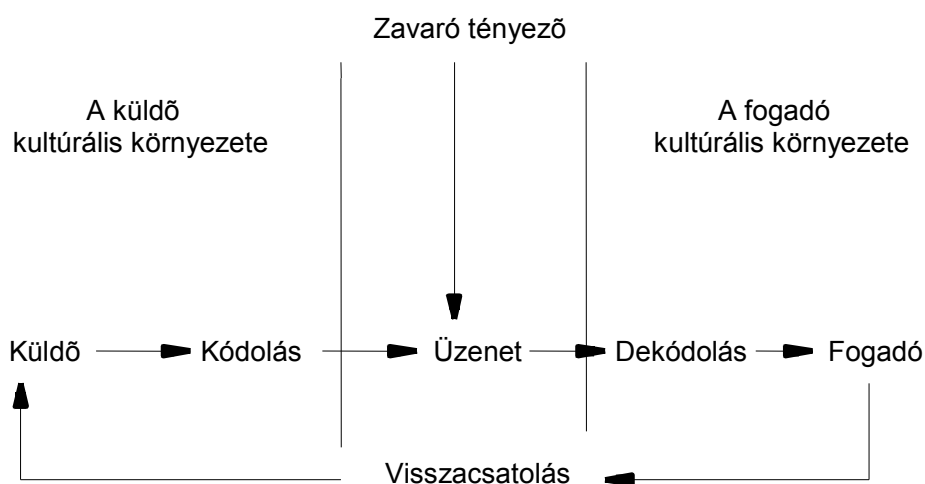 Zavaró tényezõ
A küldõ
kultúrális környezete
A fogadó
kultúrális környezete
Küldõ
Kódolás
Üzenet
Dekódolás
Fogadó
Visszacsatolás